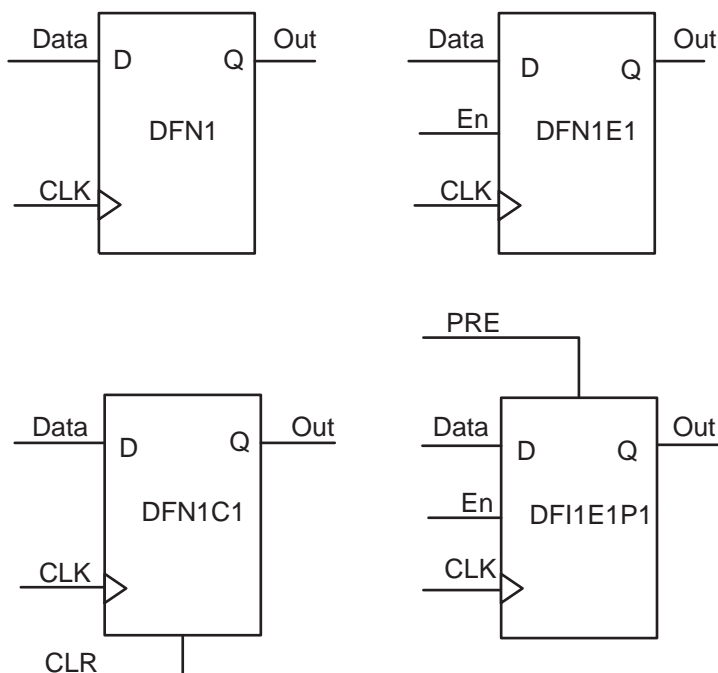 Data
D
Q
Out
DFN1
CLK
Data
D
Q
Out
En
DFN1E1
CLK
Data
D
Q
Out
DFN1C1
CLK
CLR
PRE
Data
D
Q
Out
En
DFI1E1P1
CLK